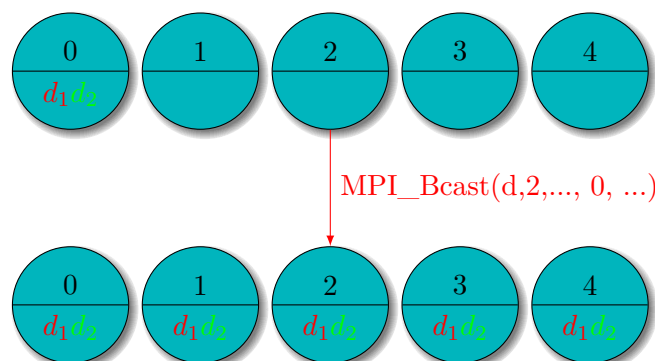 0 1 2 3 4
d₁d₂
MPI_Bcast(d,2,..., 0, ...)
0 1 2 3 4
d₁d₂ d₁d₂ d₁d₂ d₁d₂ d₁d₂